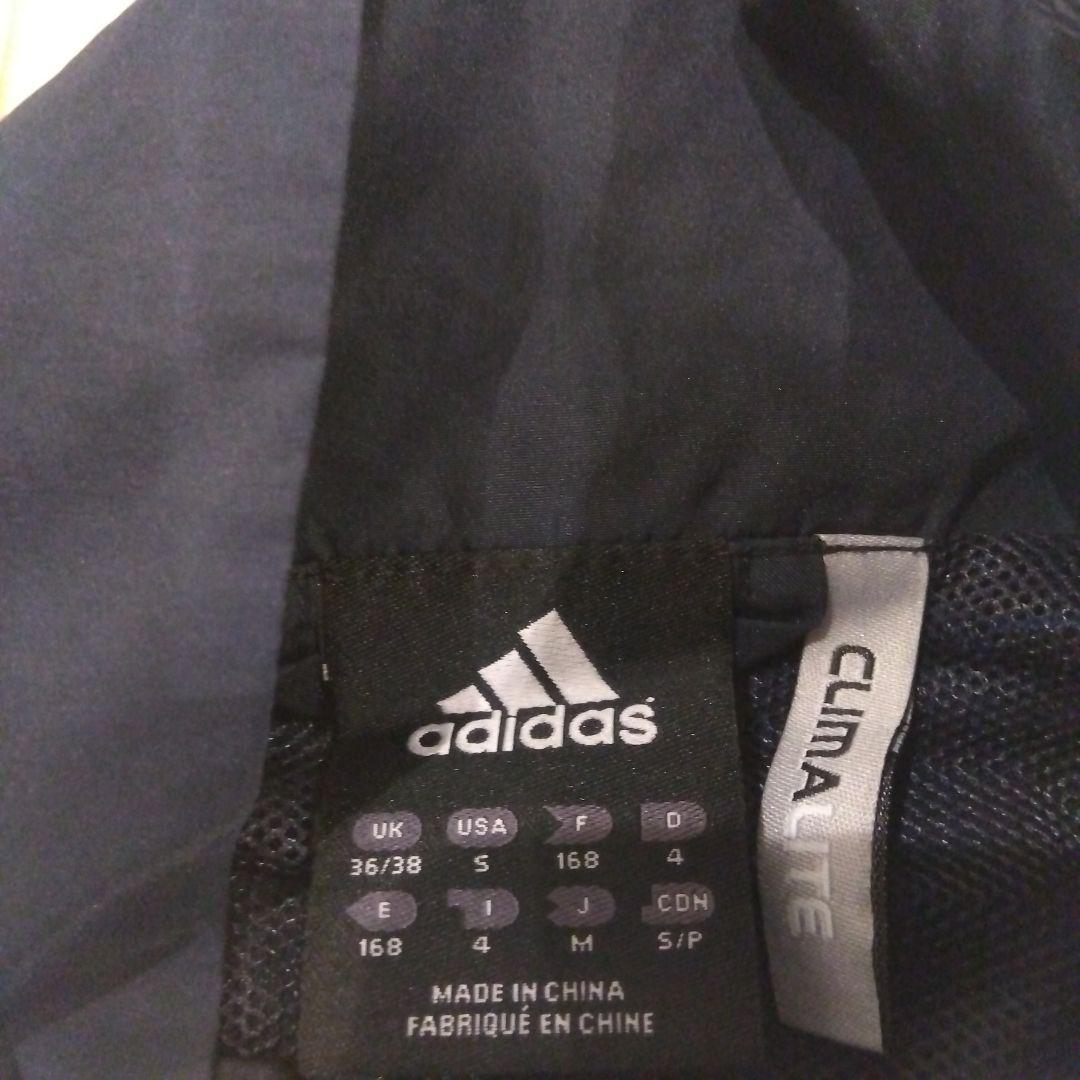 adidas
UK USA F D
36/38 S 168 4
E I J CDN
168 4 M S/P
MADE IN CHINA
FABRIQUÉ EN CHINE
CLIMALITE